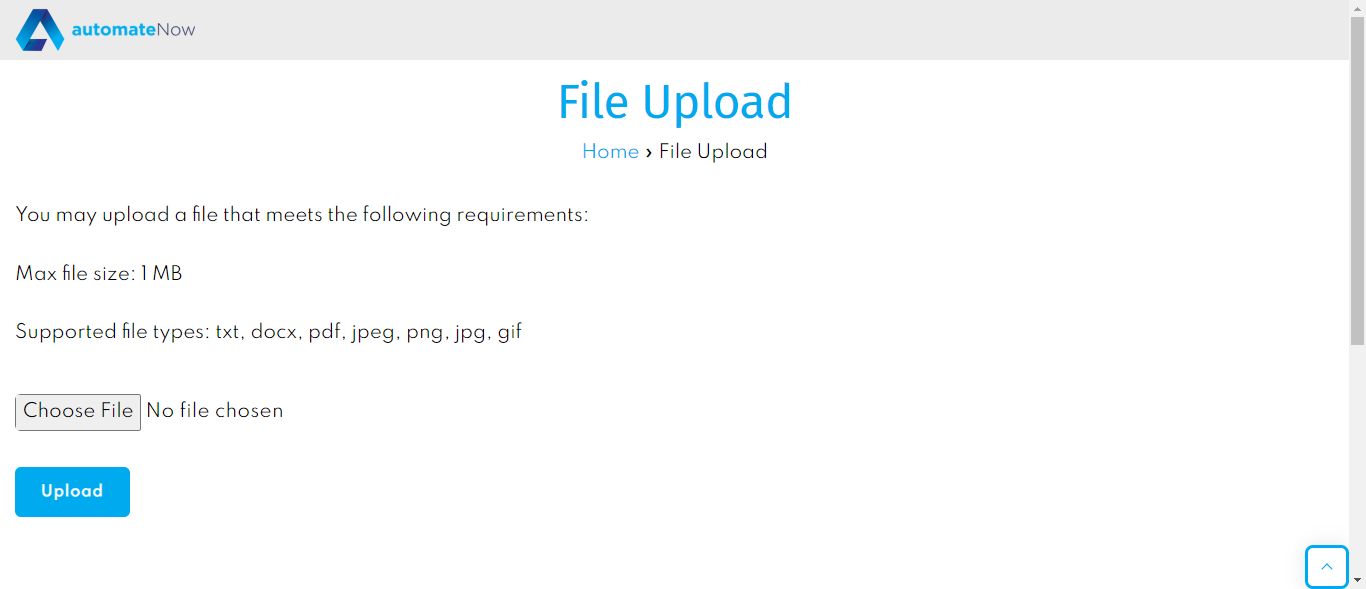 automateNow
File Upload
Home › File Upload
You may upload a file that meets the following requirements:
Max file size: 1 MB
Supported file types: txt, docx, pdf, jpeg, png, jpg, gif
Choose File No file chosen
Upload